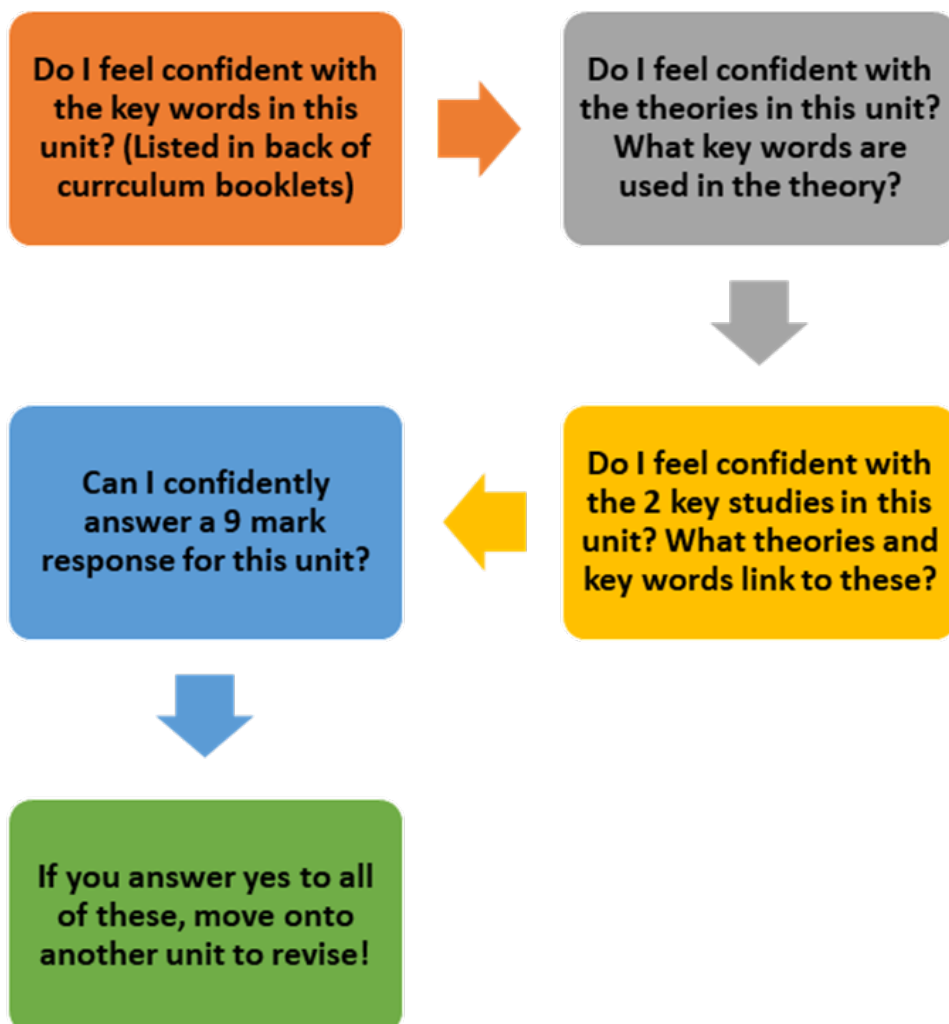 Do I feel confident with
the key words in this
unit? (Listed in back of
currculum booklets)
Do I feel confident with
the theories in this unit?
What key words are
used in the theory?
Do I feel confident with
the 2 key studies in this
unit? What theories and
key words link to these?
Can I confidently
answer a 9 mark
response for this unit?
If you answer yes to all
of these, move onto
another unit to revise!